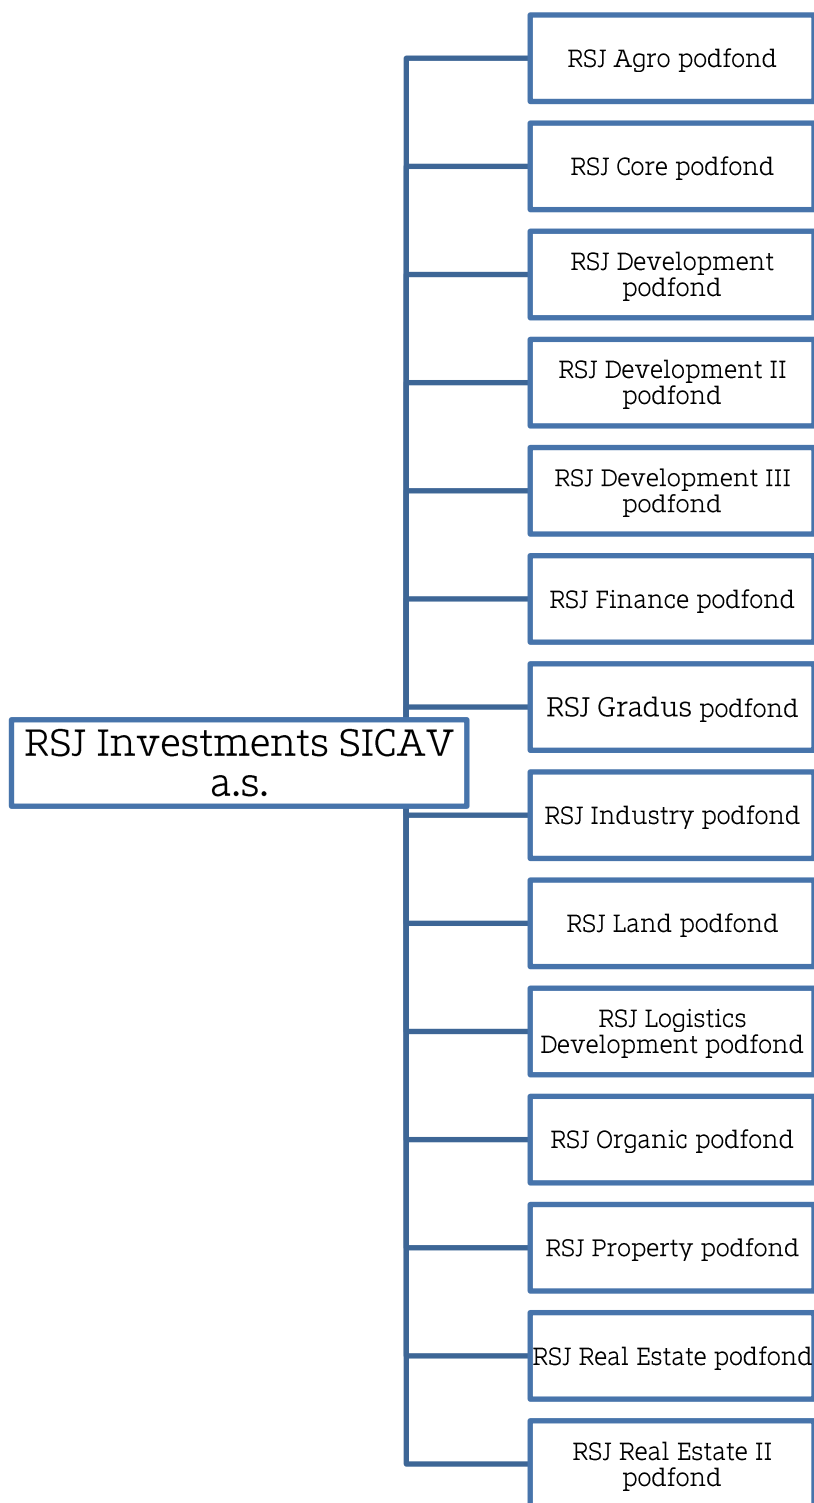 RSJ Agro podfond
RSJ Core podfond
RSJ Development
podfond
RSJ Development II
podfond
RSJ Development III
podfond
RSJ Finance podfond
RSJ Gradus podfond
RSJ Investments SICAV
a.s.
RSJ Industry podfond
RSJ Land podfond
RSJ Logistics
Development podfond
RSJ Organic podfond
RSJ Property podfond
RSJ Real Estate podfond
RSJ Real Estate II
podfond